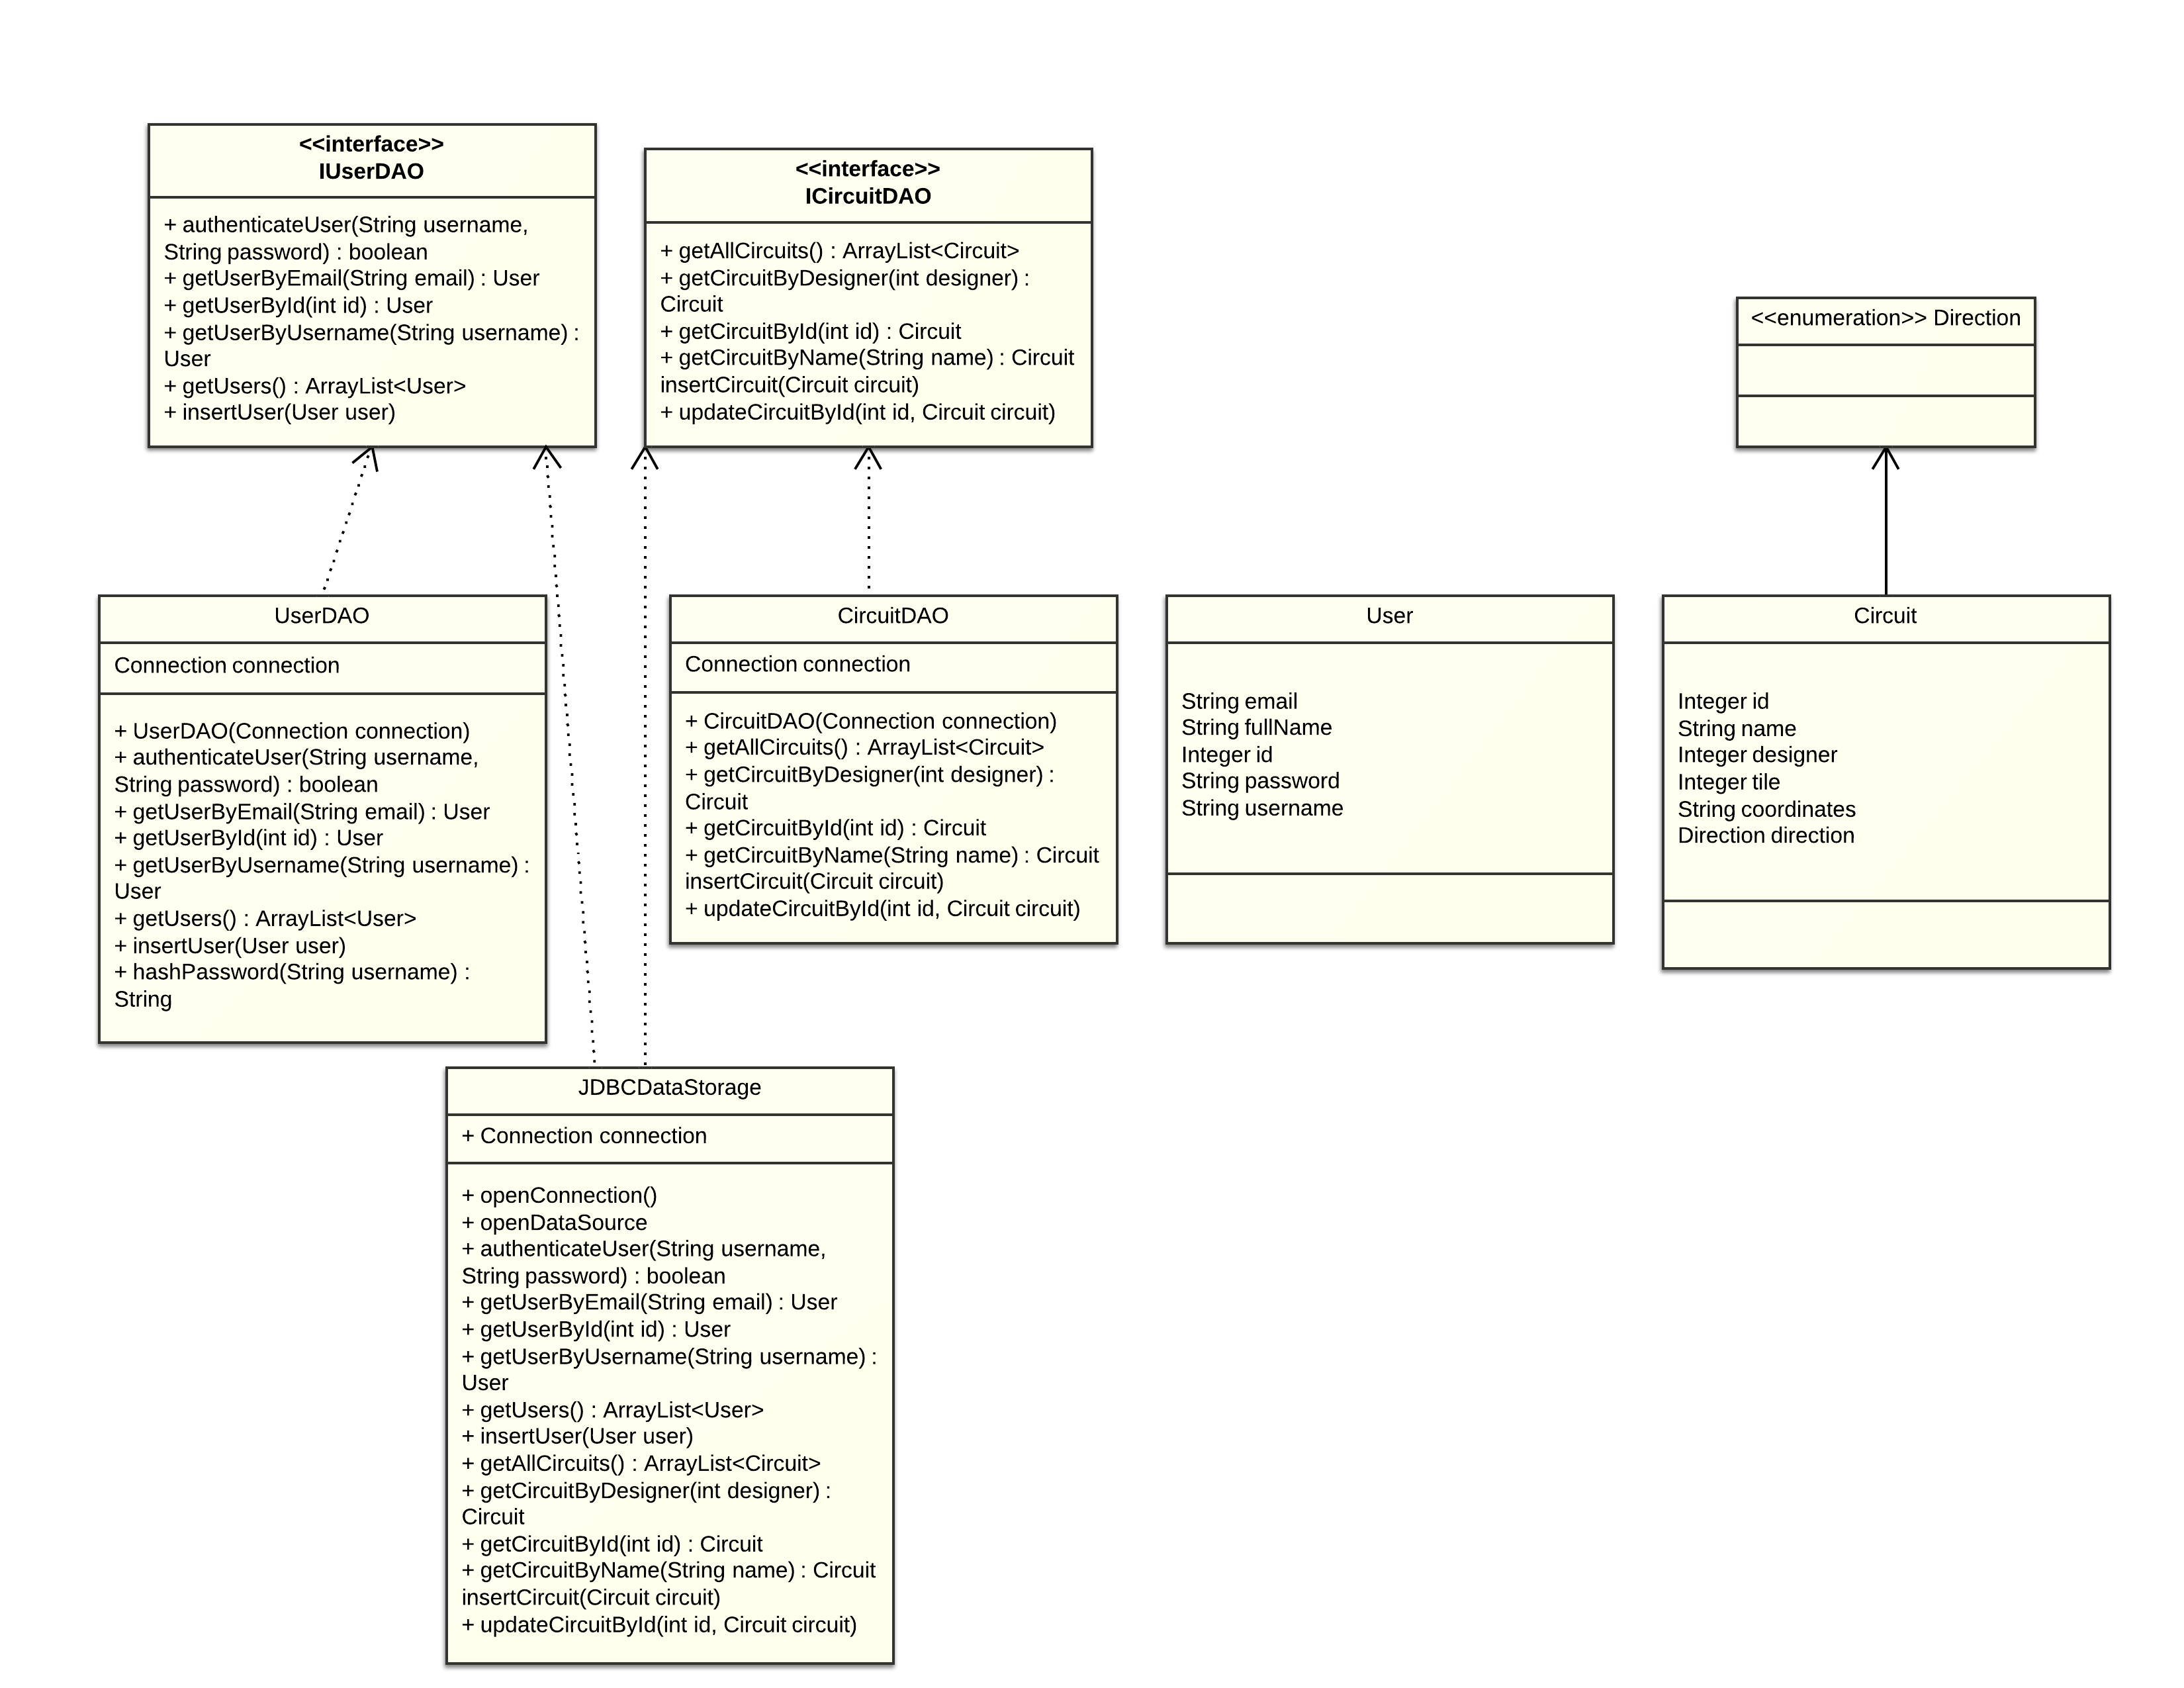 <<interface>>
IUserDAO
+ authenticateUser(String username,
String password) : boolean
+ getUserByEmail(String email) : User
+ getUserById(int id) : User
+ getUserByUsername(String username) :
User
+ getUsers() : ArrayList<User>
+ insertUser(User user)
<<interface>>
ICircuitDAO
+ getAllCircuits() : ArrayList<Circuit>
+ getCircuitByDesigner(int designer) :
Circuit
+ getCircuitById(int id) : Circuit
+ getCircuitByName(String name) : Circuit
insertCircuit(Circuit circuit)
+ updateCircuitById(int id, Circuit circuit)
<<enumeration>> Direction
UserDAO
Connection connection
+ UserDAO(Connection connection)
+ authenticateUser(String username,
String password) : boolean
+ getUserByEmail(String email) : User
+ getUserById(int id) : User
+ getUserByUsername(String username) :
User
+ getUsers() : ArrayList<User>
+ insertUser(User user)
+ hashPassword(String username) :
String
CircuitDAO
Connection connection
+ CircuitDAO(Connection connection)
+ getAllCircuits() : ArrayList<Circuit>
+ getCircuitByDesigner(int designer) :
Circuit
+ getCircuitById(int id) : Circuit
+ getCircuitByName(String name) : Circuit
insertCircuit(Circuit circuit)
+ updateCircuitById(int id, Circuit circuit)
User
String email
String fullName
Integer id
String password
String username
Circuit
Integer id
String name
Integer designer
Integer tile
String coordinates
Direction direction
JDBCDataStorage
+ Connection connection
+ openConnection()
+ openDataSource
+ authenticateUser(String username,
String password) : boolean
+ getUserByEmail(String email) : User
+ getUserById(int id) : User
+ getUserByUsername(String username) :
User
+ getUsers() : ArrayList<User>
+ insertUser(User user)
+ getAllCircuits() : ArrayList<Circuit>
+ getCircuitByDesigner(int designer) :
Circuit
+ getCircuitById(int id) : Circuit
+ getCircuitByName(String name) : Circuit
insertCircuit(Circuit circuit)
+ updateCircuitById(int id, Circuit circuit)